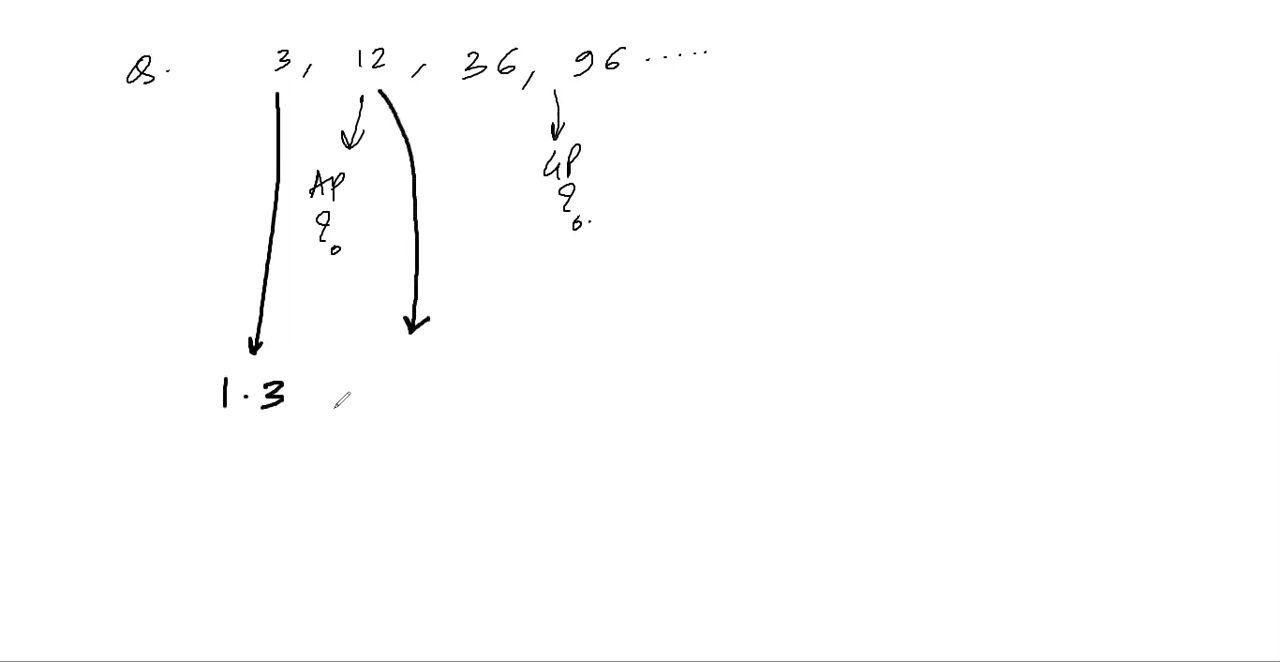 Q. 3, 12, 36, 96 .....
AP
?
GP
?
1.3